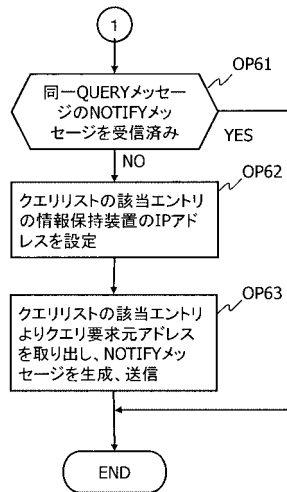 1
OP61
同一QUERYメッセー
ジのNOTIFYメッ
セージを受信済み
YES
NO
OP62
クエリリストの該当エントリ
の情報保持装置のIPアド
レスを設定
OP63
クエリリストの該当エントリ
よりクエリ要求元アドレス
を取り出し、NOTIFYメッ
セージを生成、送信
END